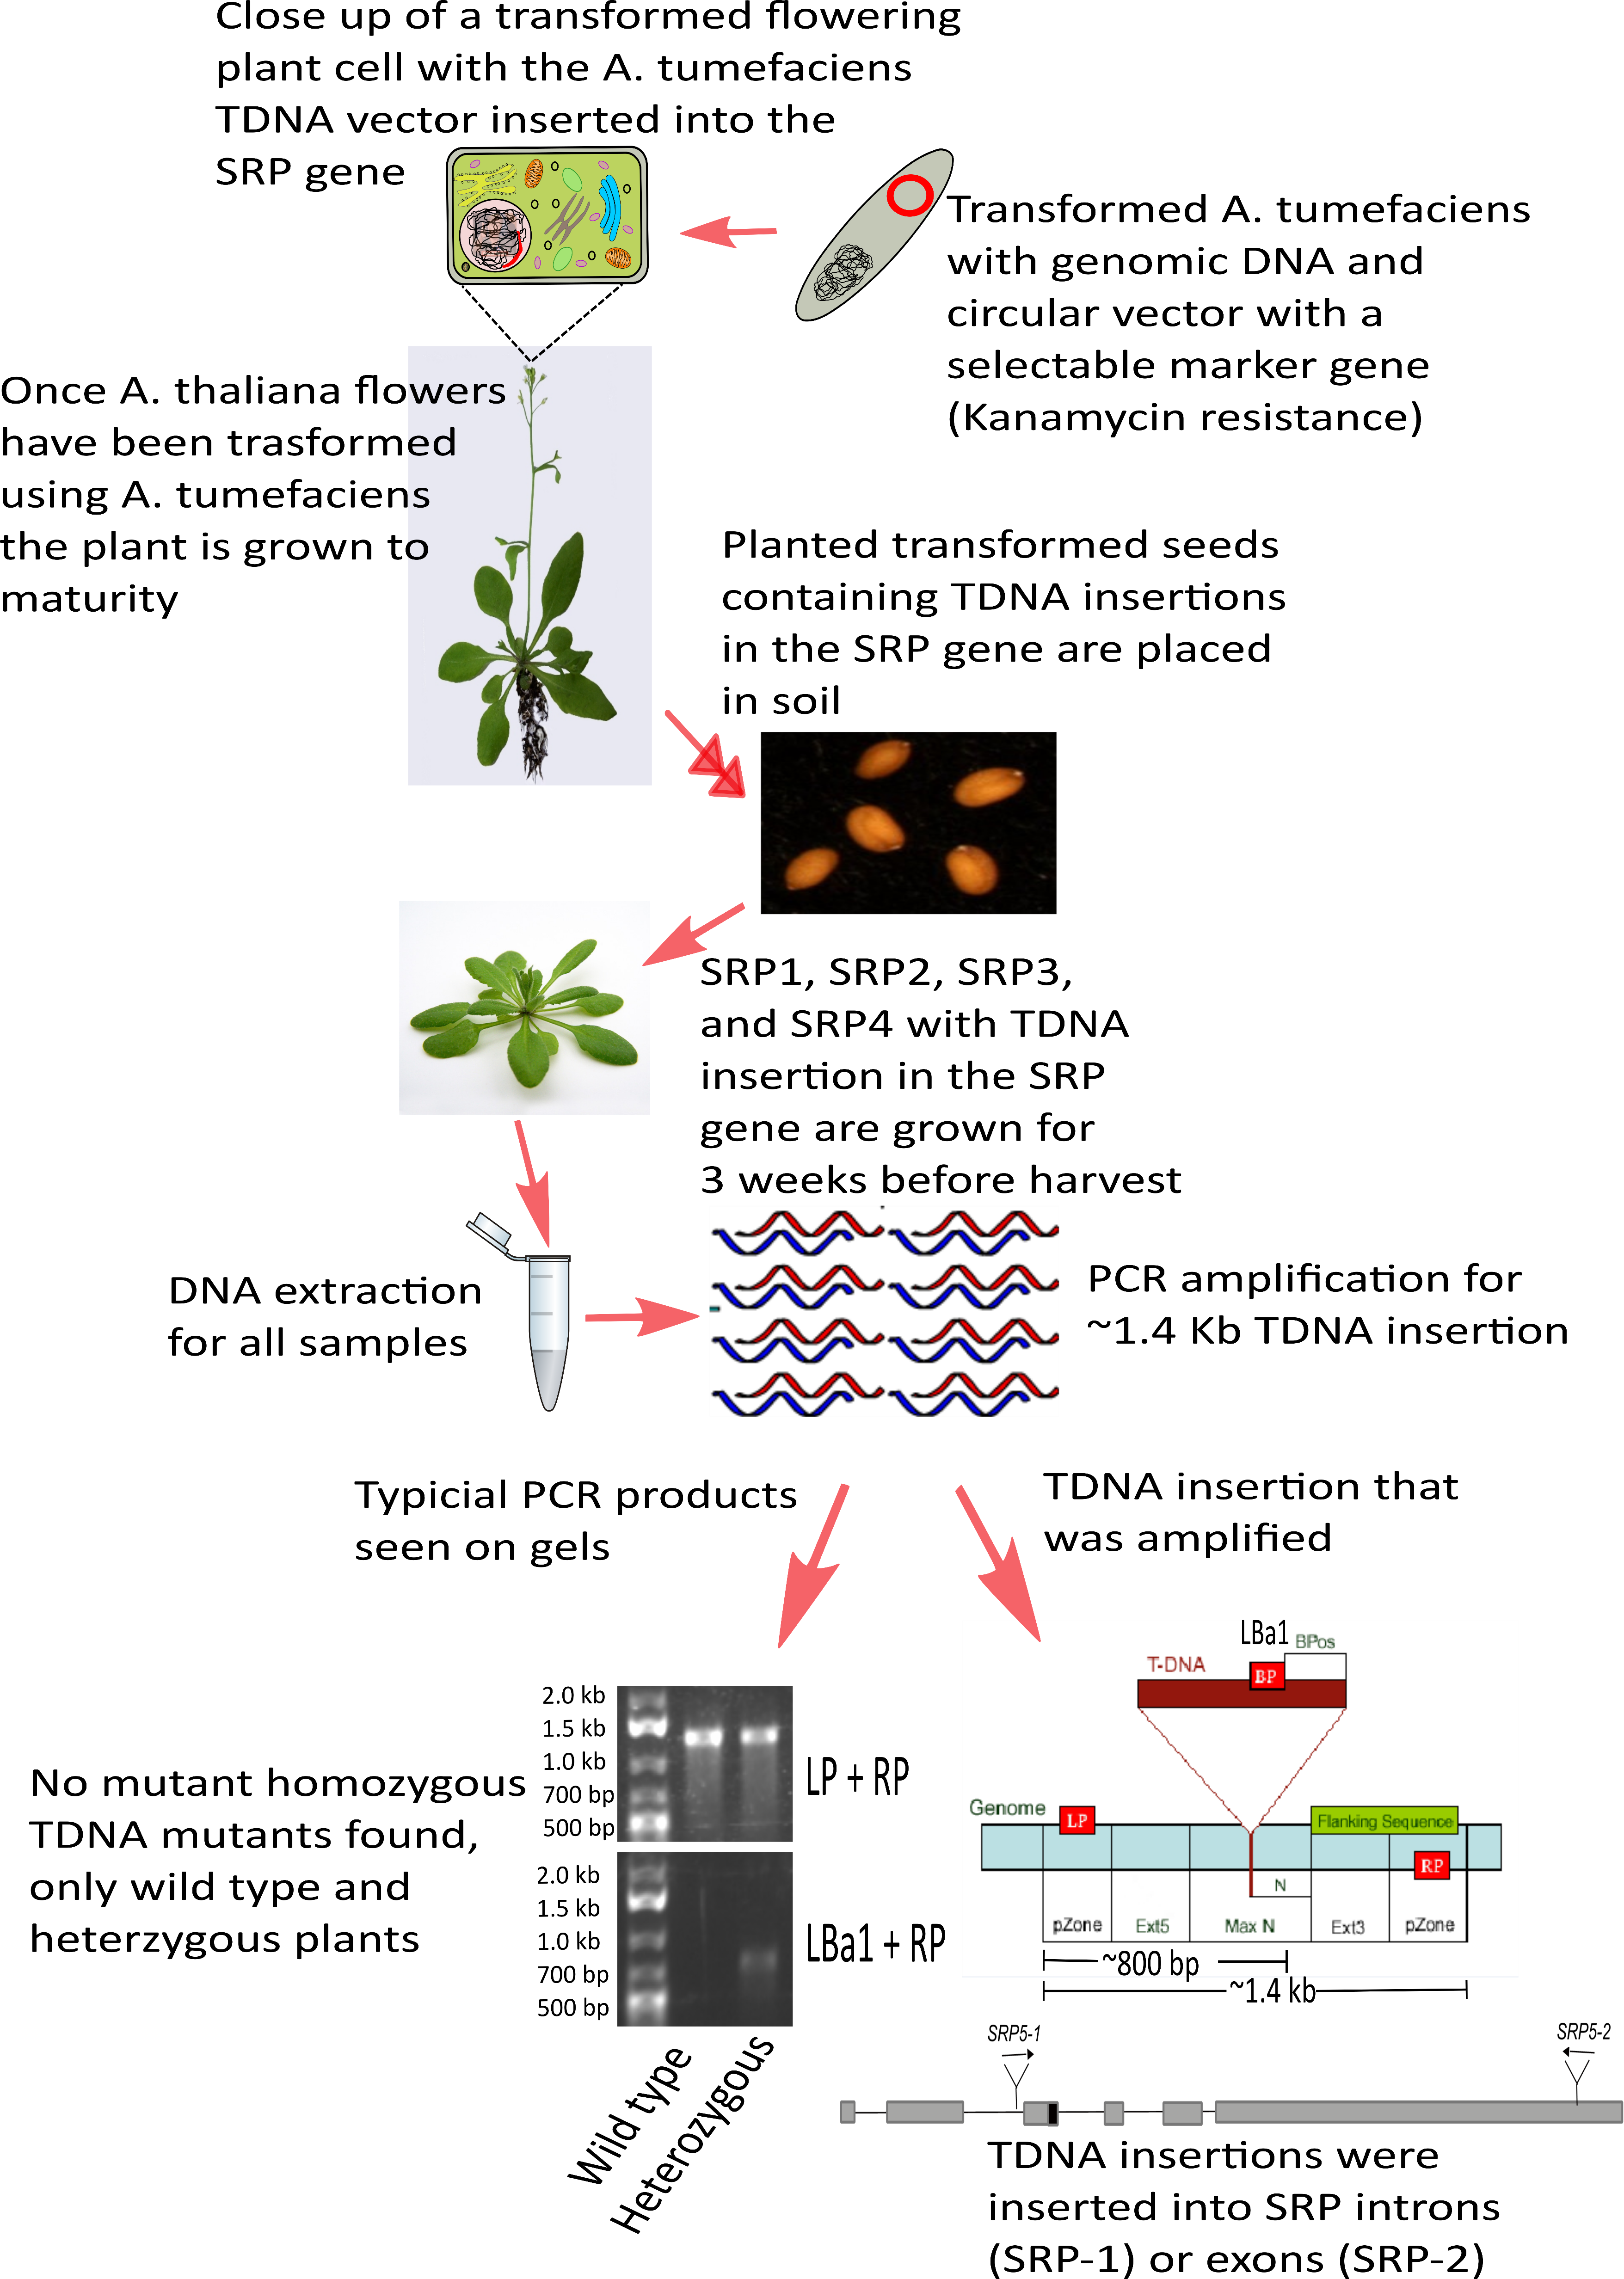 Close up of a transformed flowering
plant cell with the A. tumefaciens
TDNA vector inserted into the
SRP gene
Transformed A. tumefaciens
with genomic DNA and
circular vector with a
selectable marker gene
(Kanamycin resistance)
Once A. thaliana flowers
have been trasformed
using A. tumefaciens
the plant is grown to
maturity
Planted transformed seeds
containing TDNA insertions
in the SRP gene are placed
in soil
SRP1, SRP2, SRP3,
and SRP4 with TDNA
insertion in the SRP
gene are grown for
3 weeks before harvest
DNA extraction
for all samples
PCR amplification for
~1.4 Kb TDNA insertion
Typicial PCR products
seen on gels
TDNA insertion that
was amplified
No mutant homozygous
TDNA mutants found,
only wild type and
heterzygous plants
2.0 kb
1.5 kb
1.0 kb
700 bp
500 bp
LP + RP
2.0 kb
1.5 kb
1.0 kb
700 bp
500 bp
LBa1 + RP
Wild type
Heterozygous
LBa1
BPos
T-DNA
BP
Genome
LP
Flanking Sequence
RP
N
pZone
Ext5
Max N
Ext3
pZone
~800 bp
~1.4 kb
SRP5-1
SRP5-2
TDNA insertions were
inserted into SRP introns
(SRP-1) or exons (SRP-2)